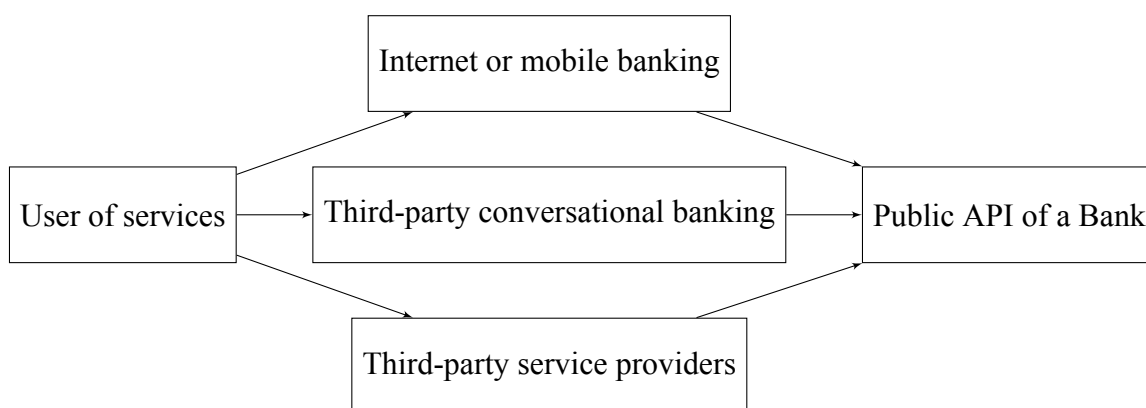 Internet or mobile banking
User of services
Third-party conversational banking
Public API of a Bank
Third-party service providers